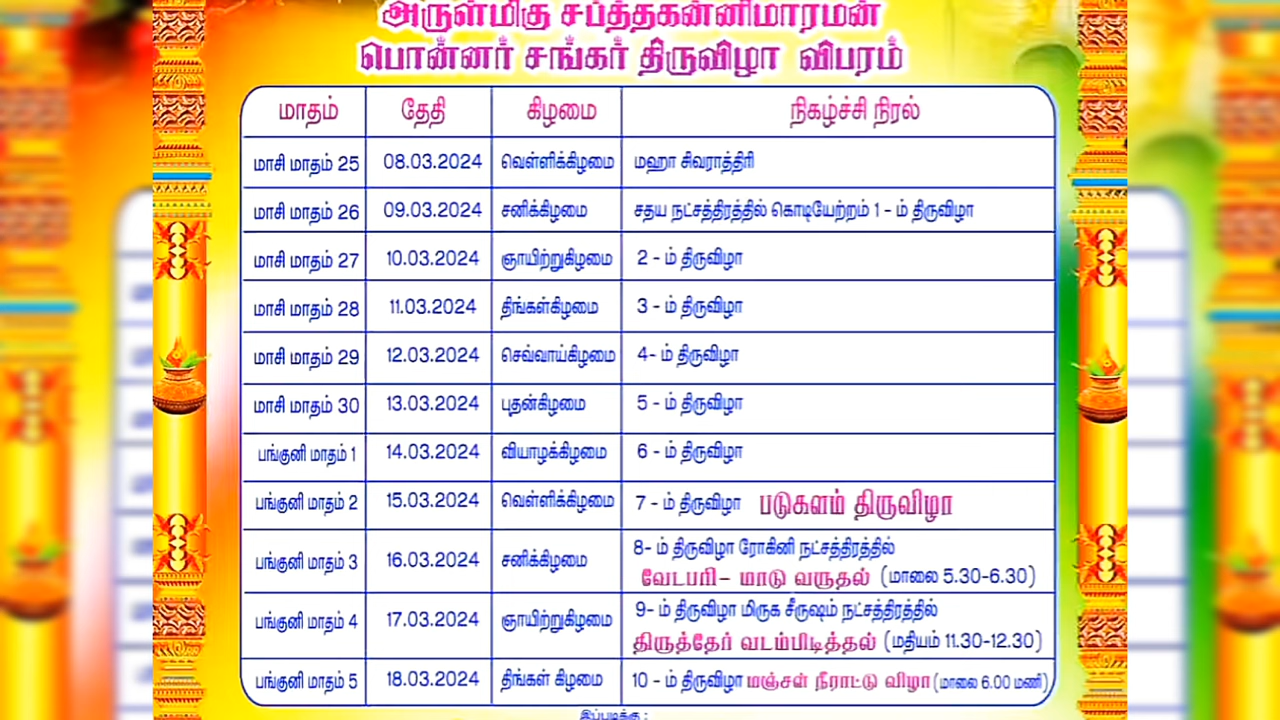 அருள்மிகு சப்த்தகன்னிமாரமன்
பொன்னர் சங்கர் திருவிழா விபரம்
மாதம் தேதி கிழமை நிகழ்ச்சி நிரல்
மாசி மாதம் 25 08.03.2024 வெள்ளிக்கிழமை மஹா சிவராத்திரி
மாசி மாதம் 26 09.03.2024 சனிக்கிழமை சதய நட்சத்திரத்தில் கொடியேற்றம் 1 - ம் திருவிழா
மாசி மாதம் 27 10.03.2024 ஞாயிற்றுகிழமை 2 - ம் திருவிழா
மாசி மாதம் 28 11.03.2024 திங்கள்கிழமை 3 - ம் திருவிழா
மாசி மாதம் 29 12.03.2024 செவ்வாய்கிழமை 4- ம் திருவிழா
மாசி மாதம் 30 13.03.2024 புதன்கிழமை 5 - ம் திருவிழா
பங்குனி மாதம் 1 14.03.2024 வியாழக்கிழமை 6 - ம் திருவிழா
பங்குனி மாதம் 2 15.03.2024 வெள்ளிக்கிழமை 7 - ம் திருவிழா படுகளம் திருவிழா
பங்குனி மாதம் 3 16.03.2024 சனிக்கிழமை 8- ம் திருவிழா ரோகினி நட்சத்திரத்தில்
வேடபரி- மாடு வருதல் (மாலை 5.30-6.30)
பங்குனி மாதம் 4 17.03.2024 ஞாயிற்றுகிழமை 9- ம் திருவிழா மிருக சீருஷம் நட்சத்திரத்தில்
திருத்தேர் வடம்பிடித்தல் (மதியம் 11.30-12.30)
பங்குனி மாதம் 5 18.03.2024 திங்கள் கிழமை 10 - ம் திருவிழா மஞ்சள் நீராட்டு விழா (மாலை 6.00 மணி)
இப்படிக்கு :